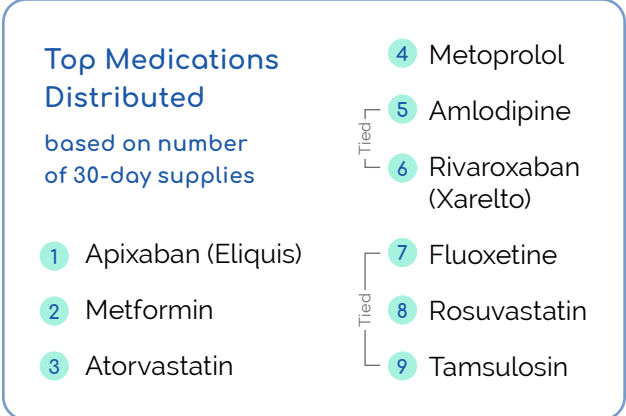 Top Medications
Distributed
based on number
of 30-day supplies
1 Apixaban (Eliquis)
2 Metformin
3 Atorvastatin
4 Metoprolol
Tied
5 Amlodipine
6 Rivaroxaban
(Xarelto)
Tied
7 Fluoxetine
8 Rosuvastatin
9 Tamsulosin